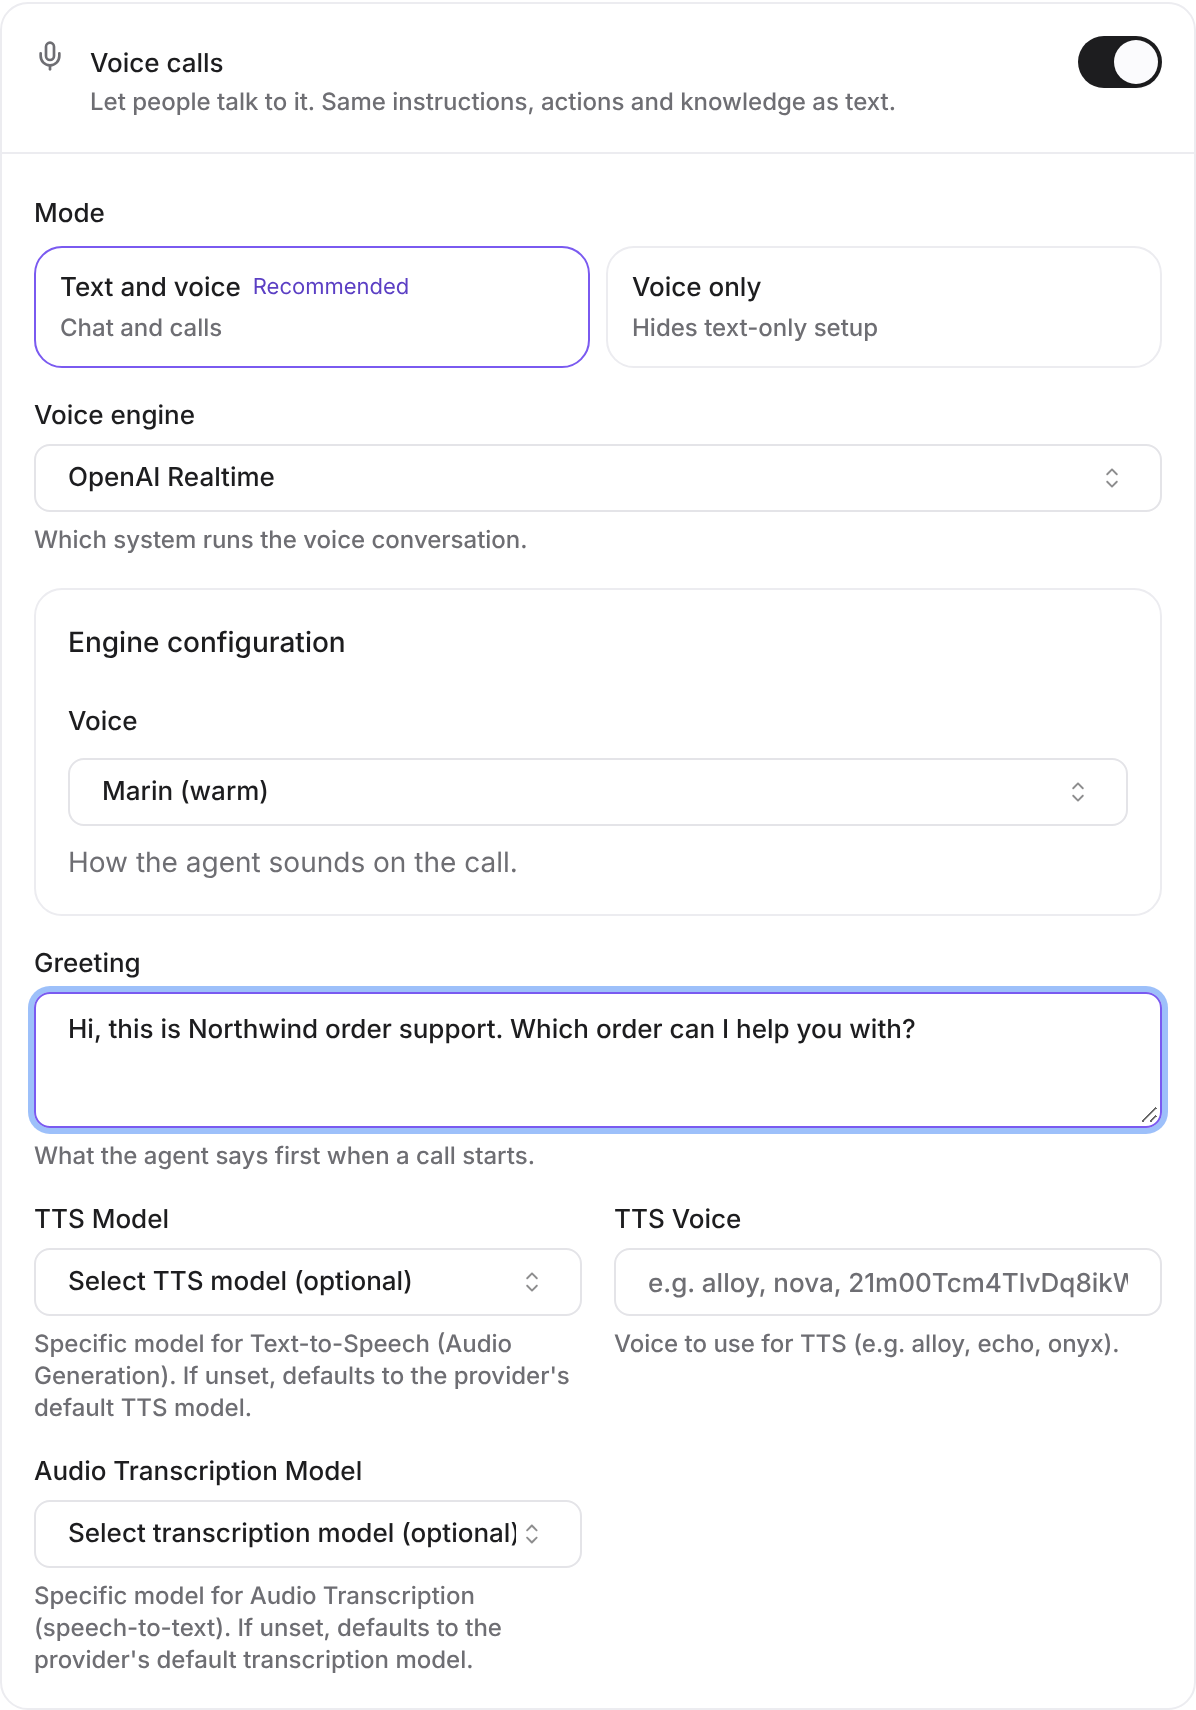 Voice calls
Let people talk to it. Same instructions, actions and knowledge as text.
Mode
Text and voice Recommended
Chat and calls
Voice only
Hides text-only setup
Voice engine
OpenAI Realtime
Which system runs the voice conversation.
Engine configuration
Voice
Marin (warm)
How the agent sounds on the call.
Greeting
Hi, this is Northwind order support. Which order can I help you with?
What the agent says first when a call starts.
TTS Model
Select TTS model (optional)
Specific model for Text-to-Speech (Audio
Generation). If unset, defaults to the provider's
default TTS model.
TTS Voice
e.g. alloy, nova, 21m00Tcm4TlvDq8ikW
Voice to use for TTS (e.g. alloy, echo, onyx).
Audio Transcription Model
Select transcription model (optional)
Specific model for Audio Transcription
(speech-to-text). If unset, defaults to the
provider's default transcription model.